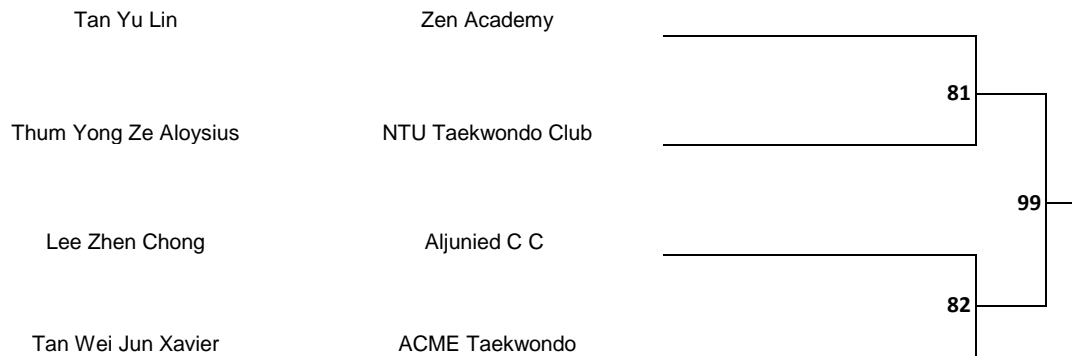 Tan Yu Lin Zen Academy
81
Thum Yong Ze Aloysius NTU Taekwondo Club
99
Lee Zhen Chong Aljunied C C
82
Tan Wei Jun Xavier ACME Taekwondo